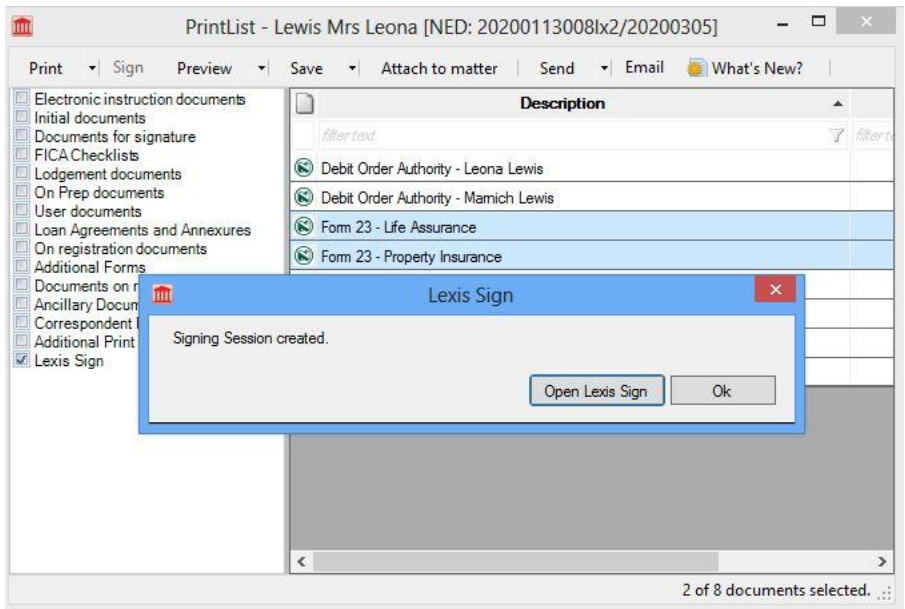 PrintList - Lewis Mrs Leona [NED: 20200113008lx2/20200305]
Print Sign Preview Save Attach to matter Send Email What's New?
Electronic instruction documents
Initial documents
Documents for signature
FICA Checklists
Lodgement documents
On Prep documents
User documents
Loan Agreements and Annexures
On registration documents
Additional Forms
Documents on r
Ancillary Docum
Correspondent
Additional Print
Lexis Sign
Description
filter text
filter te
Debit Order Authority - Leona Lewis
Debit Order Authority - Mamich Lewis
Form 23 - Life Assurance
Form 23 - Property Insurance
Lexis Sign
Signing Session created.
Open Lexis Sign Ok
2 of 8 documents selected.